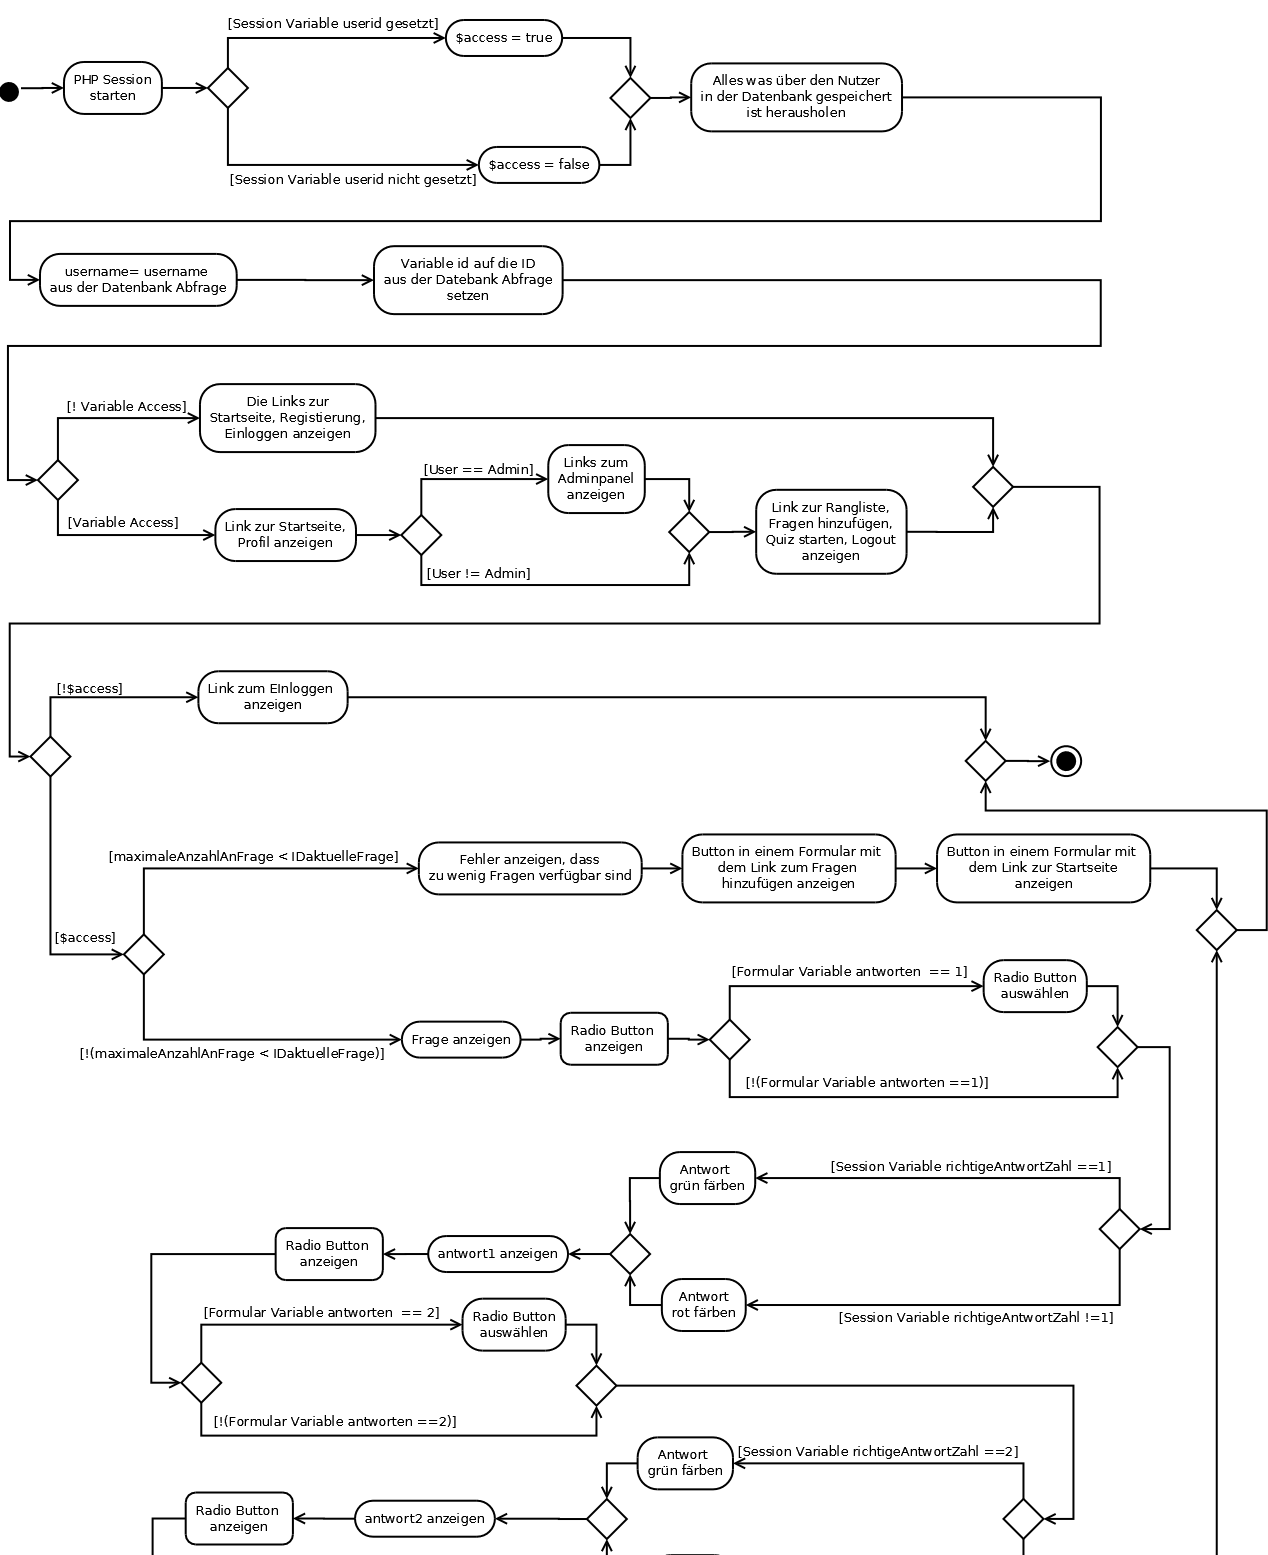 [Session Variable userid gesetzt]
$access = true
PHP Session
starten
Alles was über den Nutzer
in der Datenbank gespeichert
ist herausholen
$access = false
[Session Variable userid nicht gesetzt]
username= username
aus der Datenbank Abfrage
Variable id auf die ID
aus der Datebank Abfrage
setzen
[! Variable Access]
Die Links zur
Startseite, Registierung,
Einloggen anzeigen
[User == Admin]
Links zum
Adminpanel
anzeigen
[Variable Access]
Link zur Startseite,
Profil anzeigen
Link zur Rangliste,
Fragen hinzufügen,
Quiz starten, Logout
anzeigen
[User != Admin]
[!$access]
Link zum EInloggen
anzeigen
[maximaleAnzahlAnFrage < IDaktuelleFrage]
Fehler anzeigen, dass
zu wenig Fragen verfügbar sind
Button in einem Formular mit
dem Link zum Fragen
hinzufügen anzeigen
Button in einem Formular mit
dem Link zur Startseite
anzeigen
[$access]
[Formular Variable antworten  == 1]
Radio Button
auswählen
[!(maximaleAnzahlAnFrage < IDaktuelleFrage)]
Frage anzeigen
Radio Button
anzeigen
[!(Formular Variable antworten ==1)]
Antwort
grün färben
[Session Variable richtigeAntwortZahl ==1]
Radio Button
anzeigen
antwort1 anzeigen
Antwort
rot färben
[Session Variable richtigeAntwortZahl !=1]
[Formular Variable antworten  == 2]
Radio Button
auswählen
[!(Formular Variable antworten ==2)]
Antwort
grün färben
[Session Variable richtigeAntwortZahl ==2]
Radio Button
anzeigen
antwort2 anzeigen